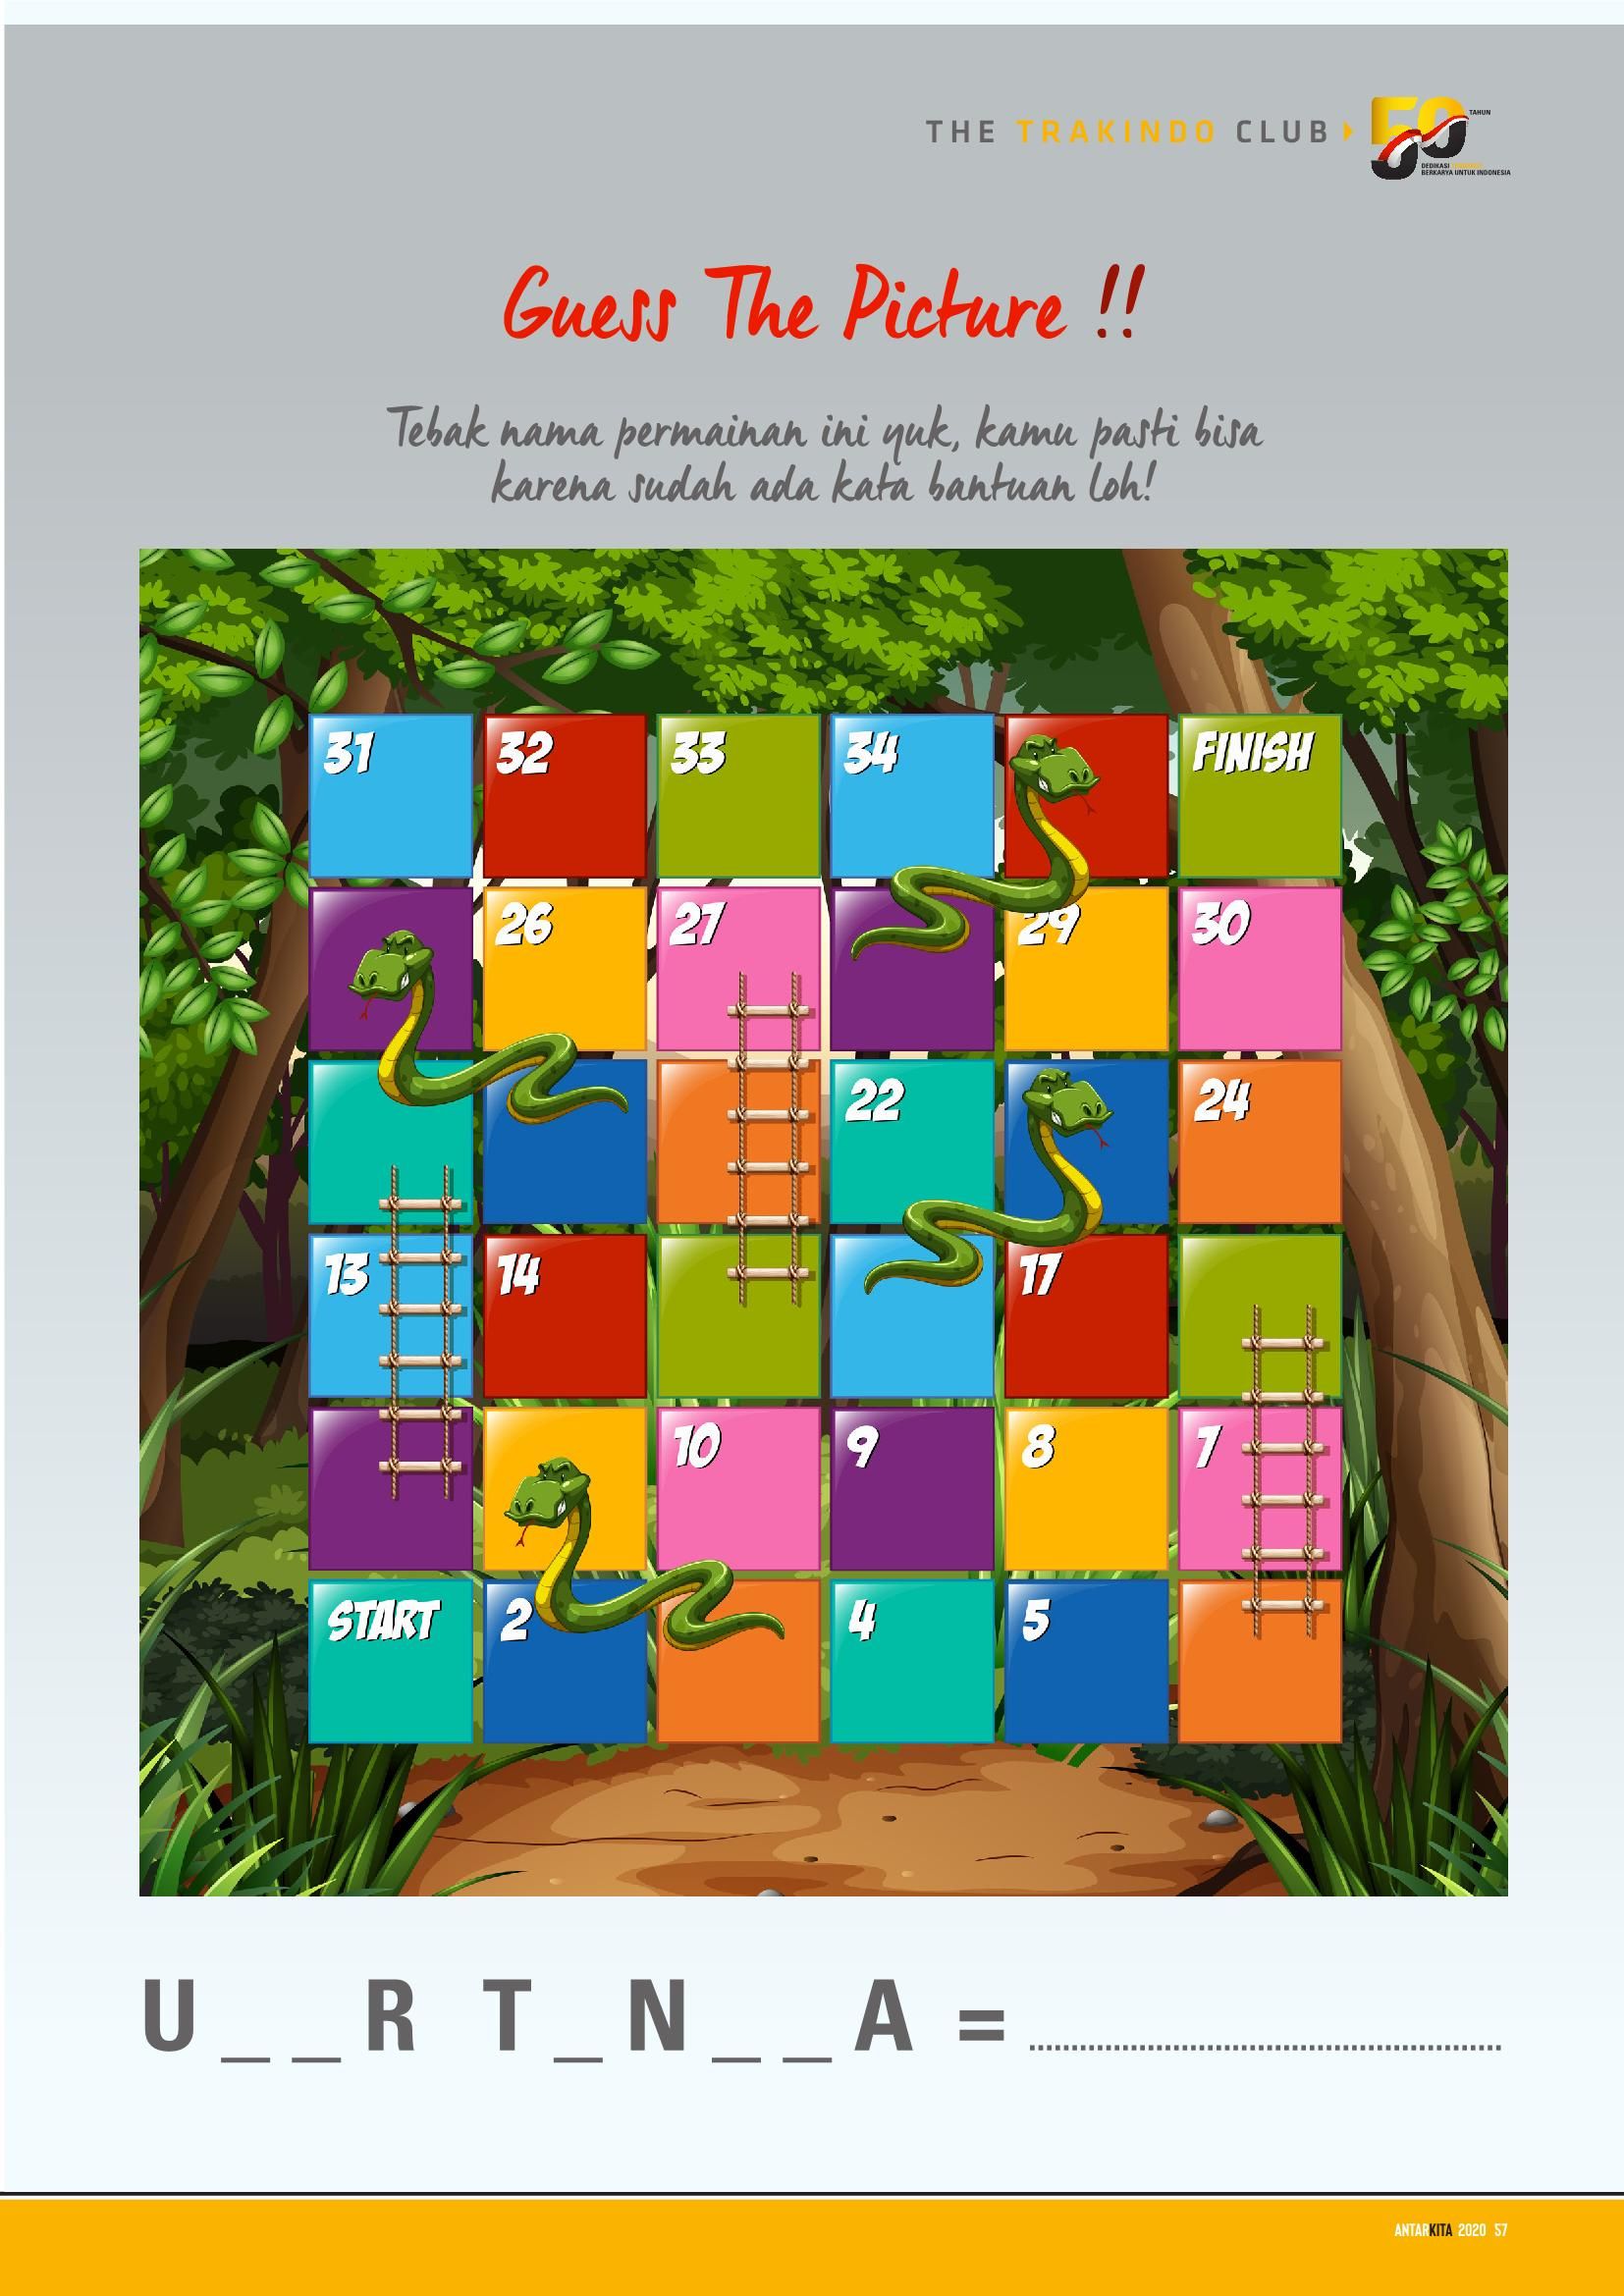 THE TRAKINDO CLUB
50 TAHUN
DEDIKASI
BERKARYA UNTUK INDONESIA
Guess The Picture !!
Tebak nama permainan ini yuk, kamu pasti bisa
karena sudah ada kata bantuan loh!
31 32 33 34 FINISH
26 27 29 30
22 24
13 14 17
10 9 8 7
START 2 4 5
U _ _ R T _ N _ _ A = ........................................
ANTARKITA 2020 57